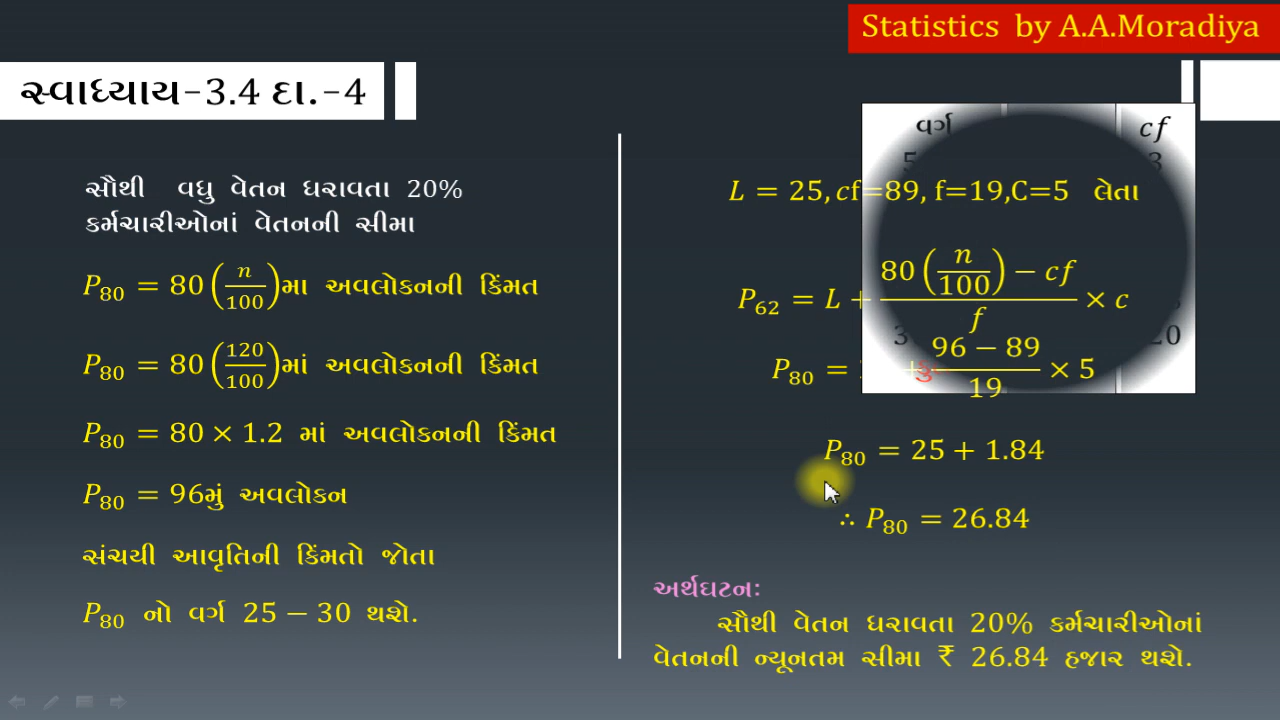 Statistics by A.A.Moradiya
સ્વાધ્યાય-3.4 દા.-4
સૌથી વધુ વેતન ધરાવતા 20%
કર્મચારીઓનાં વેતનની સીમા
P₈₀ = 80 (n/100)મા અવલોકનની કિંમત
P₈₀ = 80 (120/100)માં અવલોકનની કિંમત
P₈₀ = 80 × 1.2 માં અવલોકનની કિંમત
P₈₀ = 96મું અવલોકન
સંચયી આવૃતિની કિંમતો જોતા
P₈₀ નો વર્ગ 25 − 30 થશે.
વર્ગ cf
L = 25, cf=89, f=19,C=5 લેતા
P₆₂ = L + (80 (n/100) − cf)/f × c
P₈₀ = + (96 − 89)/19 × 5
P₈₀ = 25 + 1.84
∴ P₈₀ = 26.84
અર્થઘટન:
સૌથી વેતન ધરાવતા 20% કર્મચારીઓનાં
વેતનની ન્યૂનતમ સીમા ₹ 26.84 હજાર થશે.